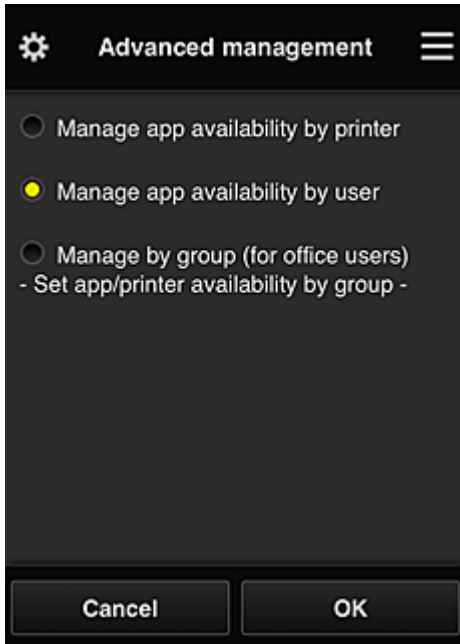 Advanced management
Manage app availability by printer
Manage app availability by user
Manage by group (for office users)
- Set app/printer availability by group -
Cancel
OK